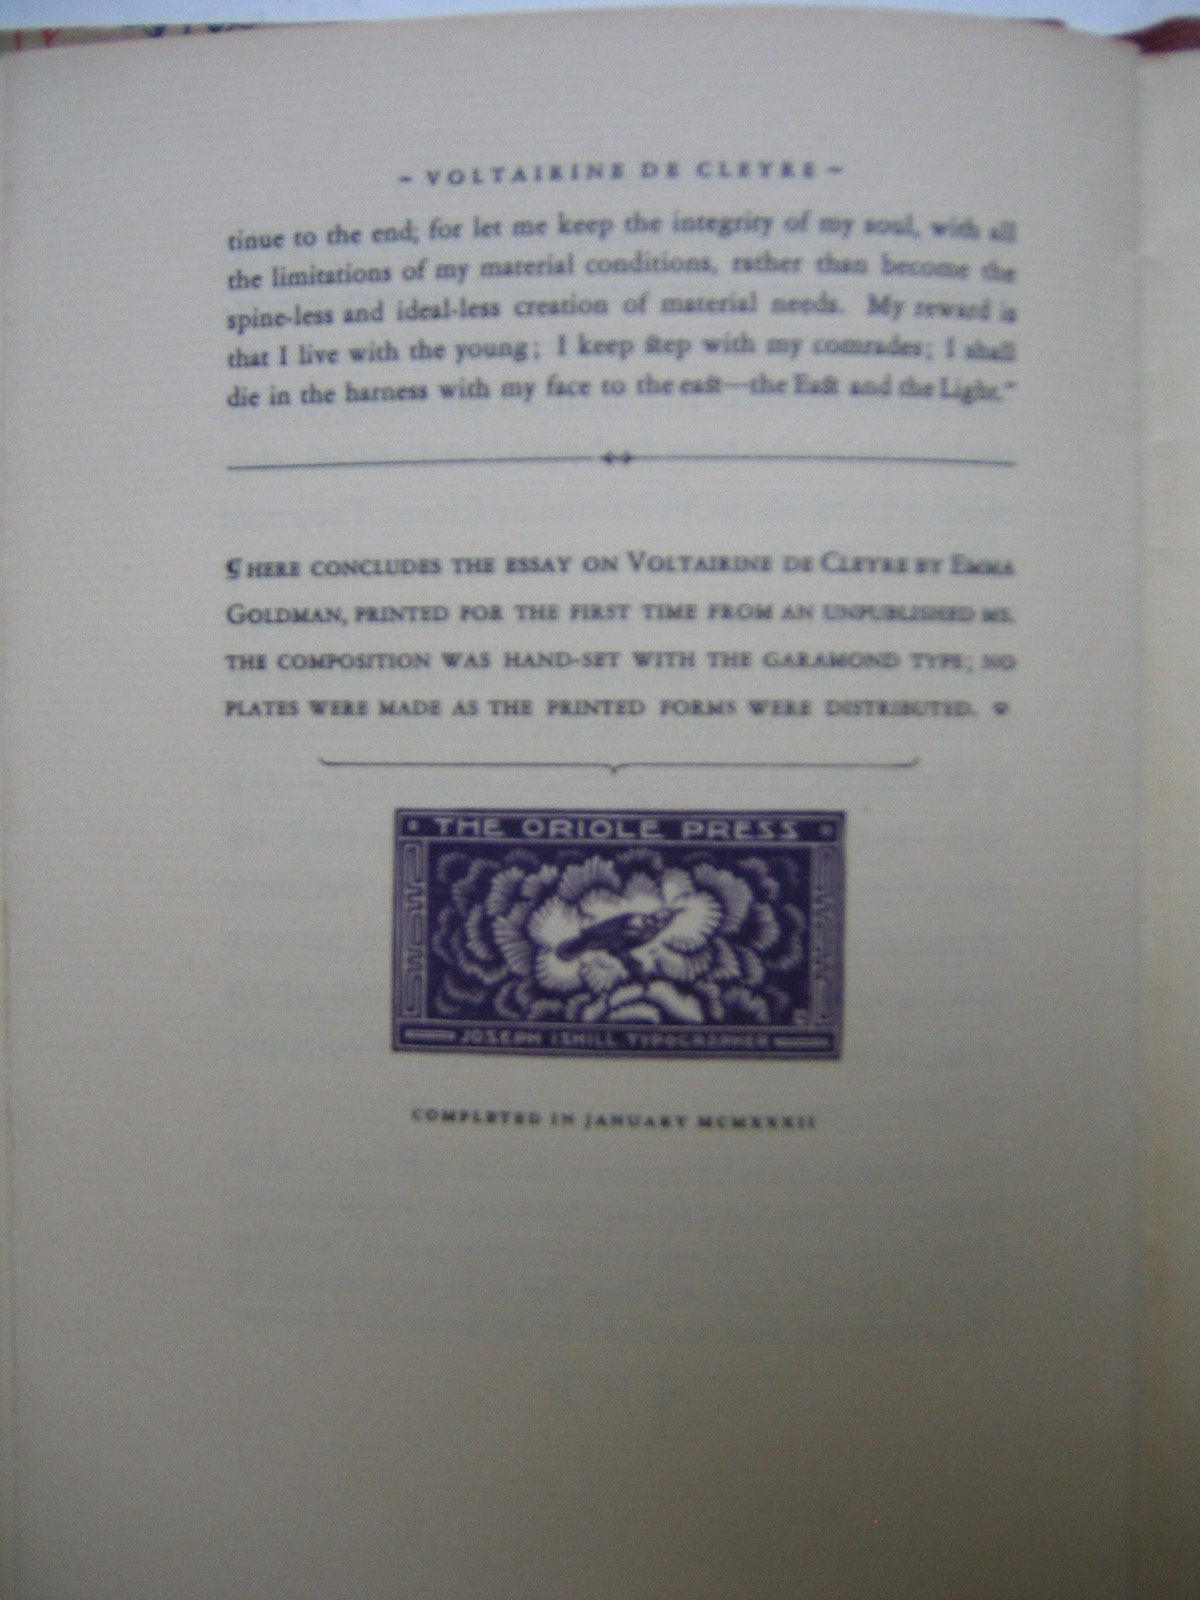 ~ VOLTAIRINE DE CLEYRE ~
tinue to the end; for let me keep the integrity of my soul, with all
the limitations of my material conditions, rather than become the
spine-less and ideal-less creation of material needs. My reward is
that I live with the young; I keep step with my comrades; I shall
die in the harness with my face to the east—the East and the Light."
¶ HERE CONCLUDES THE ESSAY ON VOLTAIRINE DE CLEYRE BY EMMA
GOLDMAN, PRINTED FOR THE FIRST TIME FROM AN UNPUBLISHED MS.
THE COMPOSITION WAS HAND-SET WITH THE GARAMOND TYPE; NO
PLATES WERE MADE AS THE PRINTED FORMS WERE DISTRIBUTED.
THE ORIOLE PRESS
JOSEPH ISHILL TYPOGRAPHER
COMPLETED IN JANUARY MCMXXXII